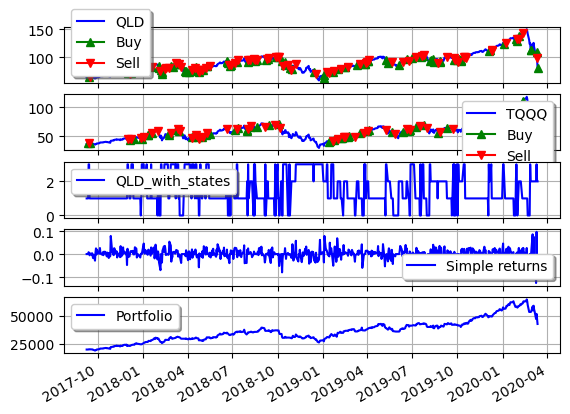 150
100
QLD
Buy
Sell
100
50
TQQQ
Buy
Sell
2
0
QLD_with_states
0.1
0.0
−0.1
Simple returns
50000
25000
Portfolio
2017-10 2018-01 2018-04 2018-07 2018-10 2019-01 2019-04 2019-07 2019-10 2020-01 2020-04